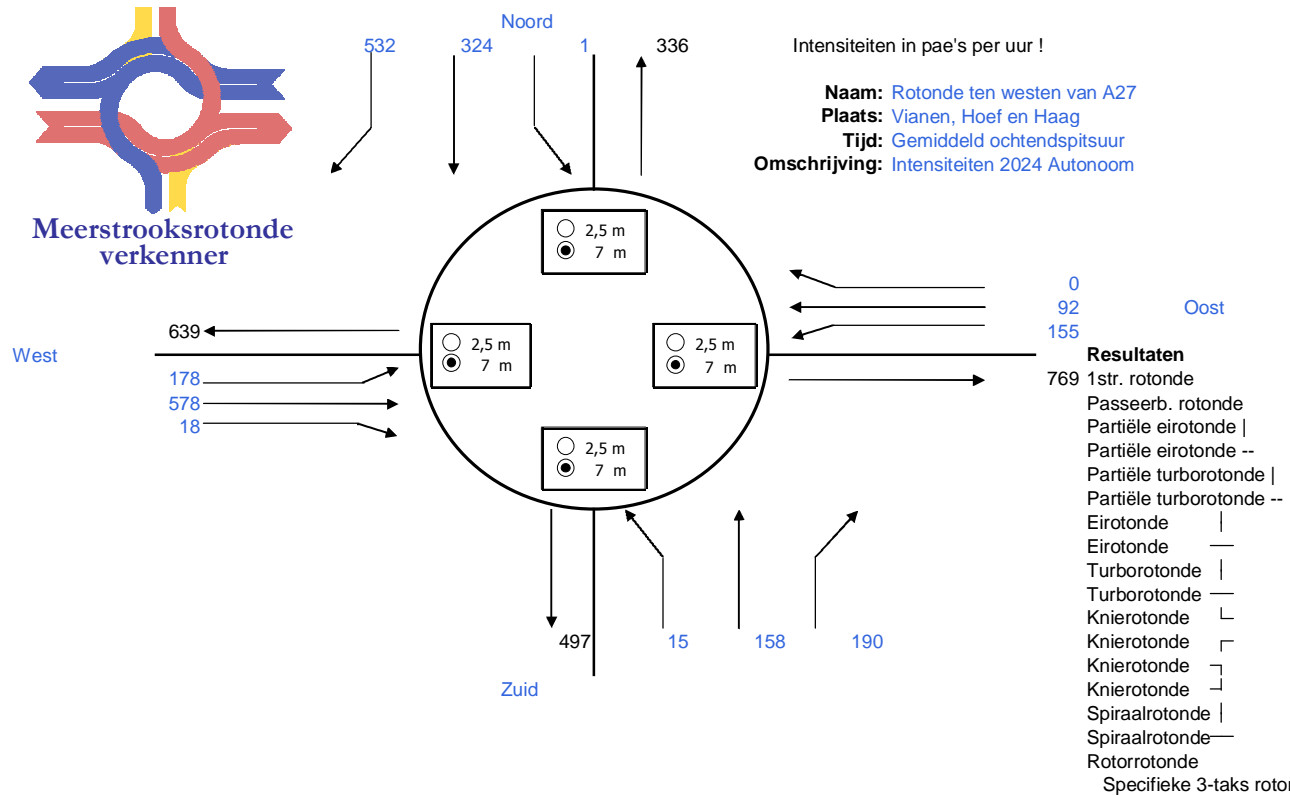 Noord
532 324 1 336
Intensiteiten in pae's per uur !
Naam: Rotonde ten westen van A27
Plaats: Vianen, Hoef en Haag
Tijd: Gemiddeld ochtendspitsuur
Omschrijving: Intensiteiten 2024 Autonoom
Meerstrooksrotonde
verkenner
2,5 m
7 m
0
92 Oost
155
639
West
2,5 m
7 m
2,5 m
7 m
178
578
18
769
Resultaten
1str. rotonde
Passeerb. rotonde
Partiële eirotonde |
Partiële eirotonde --
Partiële turborotonde |
Partiële turborotonde --
Eirotonde
Eirotonde
Turborotonde
Turborotonde
Knierotonde
Knierotonde
Knierotonde
Knierotonde
Spiraalrotonde
Spiraalrotonde
Rotorrotonde
Specifieke 3-taks roton
2,5 m
7 m
497 15 158 190
Zuid